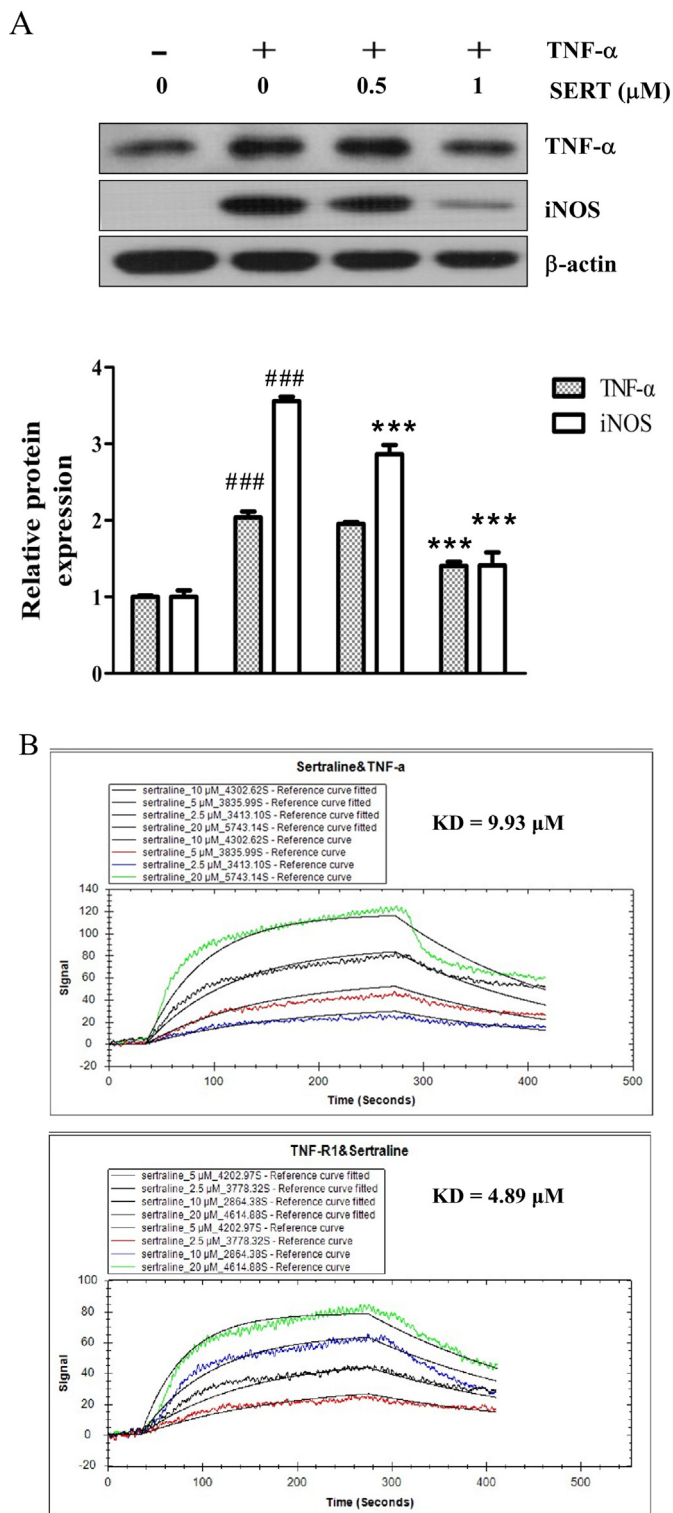 A
− + + + TNF-α
0 0 0.5 1 SERT (μM)
TNF-α
iNOS
β-actin
Relative protein
expression
4
3
2
1
0
###
###
***
***
***
TNF-α
iNOS
B
Sertraline&TNF-a
sertraline_10 µM_4302.62S - Reference curve fitted
sertraline_5 µM_3835.99S - Reference curve fitted
sertraline_2.5 µM_3413.10S - Reference curve fitted
sertraline_20 µM_5743.14S - Reference curve fitted
sertraline_10 µM_4302.62S - Reference curve
sertraline_5 µM_3835.99S - Reference curve
sertraline_2.5 µM_3413.10S - Reference curve
sertraline_20 µM_5743.14S - Reference curve
KD = 9.93 μM
Signal
140
120
100
80
60
40
20
0
-20
0 100 200 300 400 500
Time (Seconds)
TNF-R1&Sertraline
sertraline_5 µM_4202.97S - Reference curve fitted
sertraline_2.5 µM_3778.32S - Reference curve fitted
sertraline_10 µM_2864.38S - Reference curve fitted
sertraline_20 µM_4614.88S - Reference curve fitted
sertraline_5 µM_4202.97S - Reference curve
sertraline_2.5 µM_3778.32S - Reference curve
sertraline_10 µM_2864.38S - Reference curve
sertraline_20 µM_4614.88S - Reference curve
KD = 4.89 μM
Signal
100
80
60
40
20
0
-20
0 100 200 300 400 500
Time (Seconds)